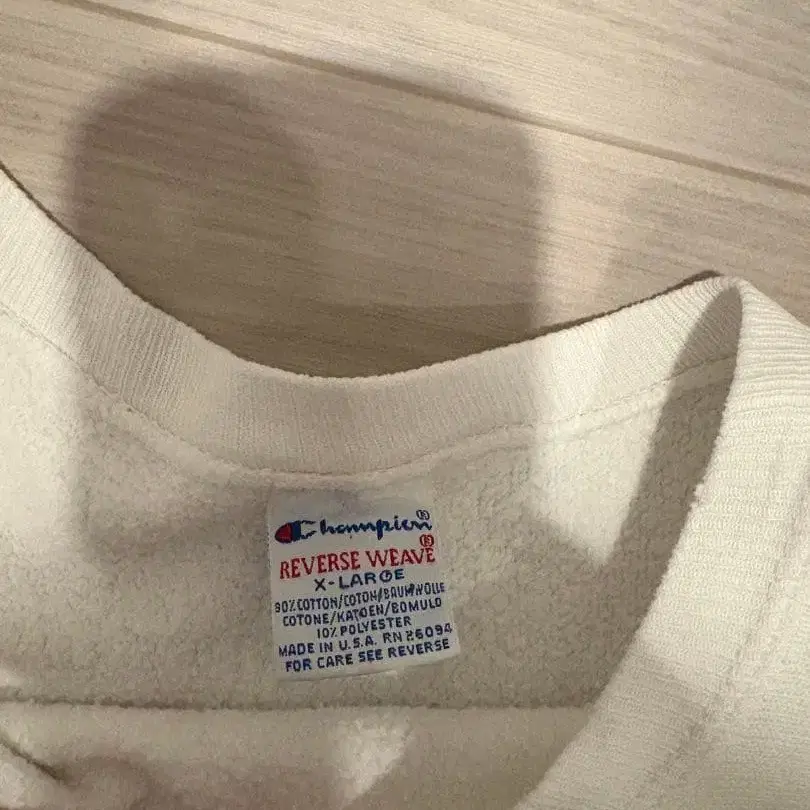 Champion®
REVERSE WEAVE®
X-LARGE
90% COTTON/COTON/BAUMWOLLE
COTONE/KATOEN/BOMULD
10% POLYESTER
MADE IN U.S.A. RN 26094
FOR CARE SEE REVERSE